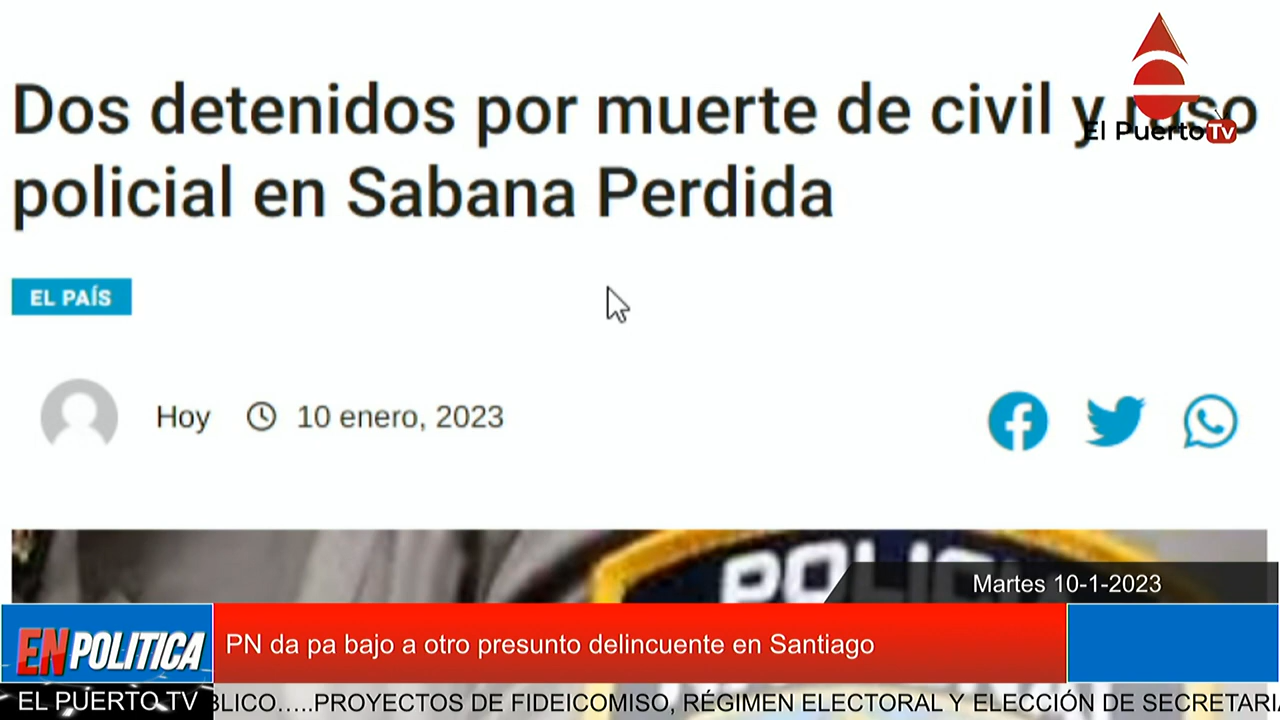 Dos detenidos por muerte de civil y
El Puerto Tv
policial en Sabana Perdida
EL PAÍS
Hoy 10 enero, 2023
Martes 10-1-2023
EN POLITICA
PN da pa bajo a otro presunto delincuente en Santiago
EL PUERTO TV
BLICO.....PROYECTOS DE FIDEICOMISO, RÉGIMEN ELECTORAL Y ELECCIÓN DE SECRETARI